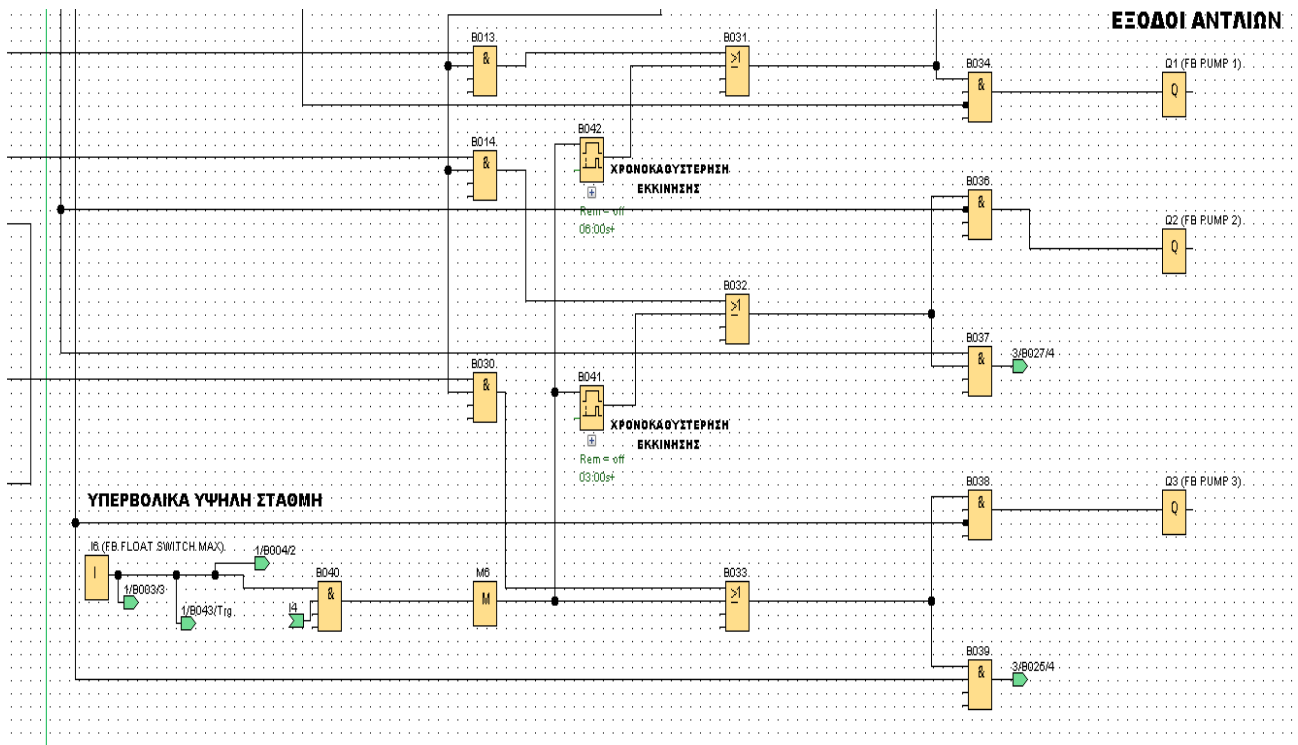 ΕΞΟΔΟΙ ΑΝΤΛΙΩΝ
B013
&
B031
>1
B034
&
Q1 (FB PUMP 1)
Q
B042
ΧΡΟΝΟΚΑΘΥΣΤΕΡΗΣΗ
ΕΚΚΙΝΗΣΗΣ
Rem = off
06:00s+
B014
&
B036
&
Q2 (FB PUMP 2)
Q
B032
>1
B037
&
3/B027/4
B030
&
B041
ΧΡΟΝΟΚΑΘΥΣΤΕΡΗΣΗ
ΕΚΚΙΝΗΣΗΣ
Rem = off
03:00s+
ΥΠΕΡΒΟΛΙΚΑ ΥΨΗΛΗ ΣΤΑΘΜΗ
B038
&
Q3 (FB PUMP 3)
Q
I6 (FB FLOAT SWITCH MAX)
I
1/B004/2
1/B003/3
1/B043/Trg
I4
B040
&
M6
M
B033
>1
B039
&
3/B025/4